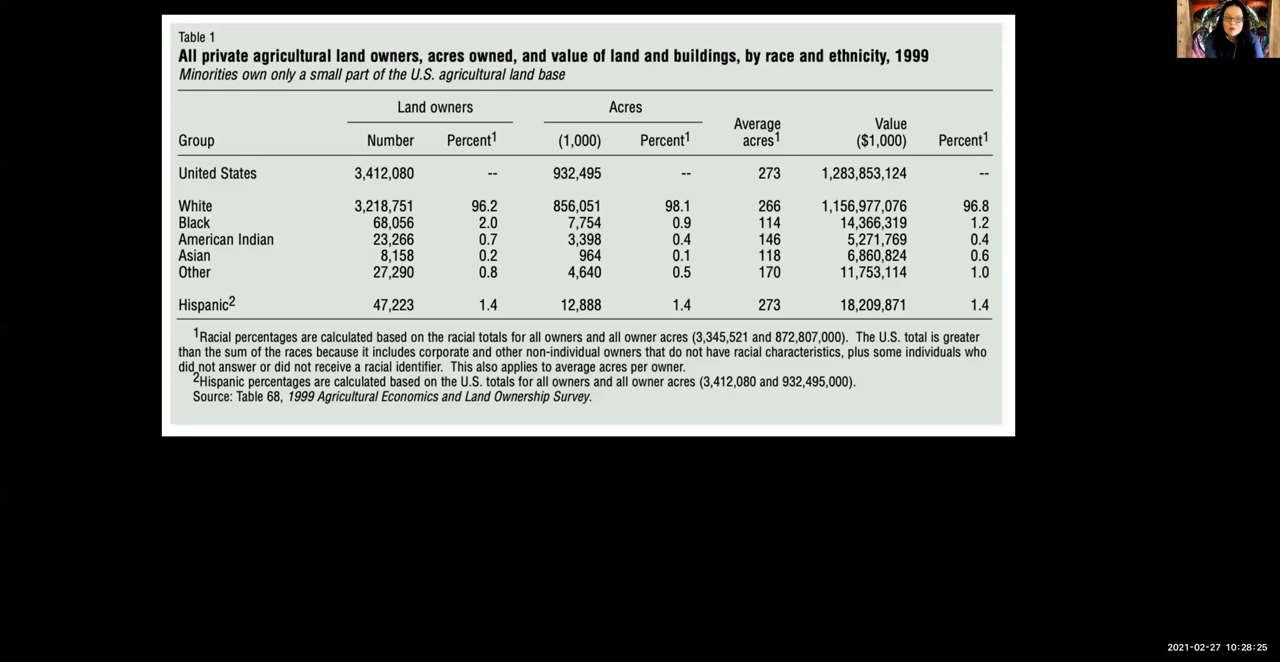 Table 1
All private agricultural land owners, acres owned, and value of land and buildings, by race and ethnicity, 1999
Minorities own only a small part of the U.S. agricultural land base
Land owners Acres
Average Value
Group Number Percent1 (1,000) Percent1 acres1 ($1,000) Percent1
United States 3,412,080 -- 932,495 -- 273 1,283,853,124 --
White 3,218,751 96.2 856,051 98.1 266 1,156,977,076 96.8
Black 68,056 2.0 7,754 0.9 114 14,366,319 1.2
American Indian 23,266 0.7 3,398 0.4 146 5,271,769 0.4
Asian 8,158 0.2 964 0.1 118 6,860,824 0.6
Other 27,290 0.8 4,640 0.5 170 11,753,114 1.0
Hispanic2 47,223 1.4 12,888 1.4 273 18,209,871 1.4
1Racial percentages are calculated based on the racial totals for all owners and all owner acres (3,345,521 and 872,807,000). The U.S. total is greater
than the sum of the races because it includes corporate and other non-individual owners that do not have racial characteristics, plus some individuals who
did not answer or did not receive a racial identifier. This also applies to average acres per owner.
2Hispanic percentages are calculated based on the U.S. totals for all owners and all owner acres (3,412,080 and 932,495,000).
Source: Table 68, 1999 Agricultural Economics and Land Ownership Survey.
2021-02-27 10:28:25